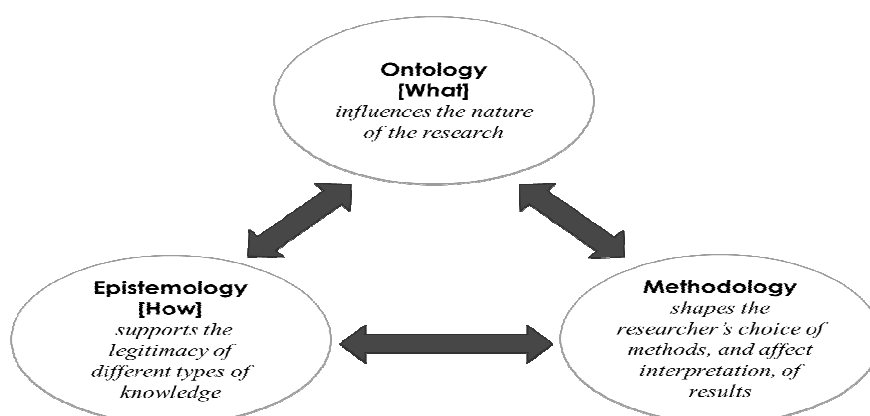 Ontology
[What]
influences the nature
of the research
Epistemology
[How]
supports the
legitimacy of
different types of
knowledge
Methodology
shapes the
researcher's choice of
methods, and affect
interpretation, of
results